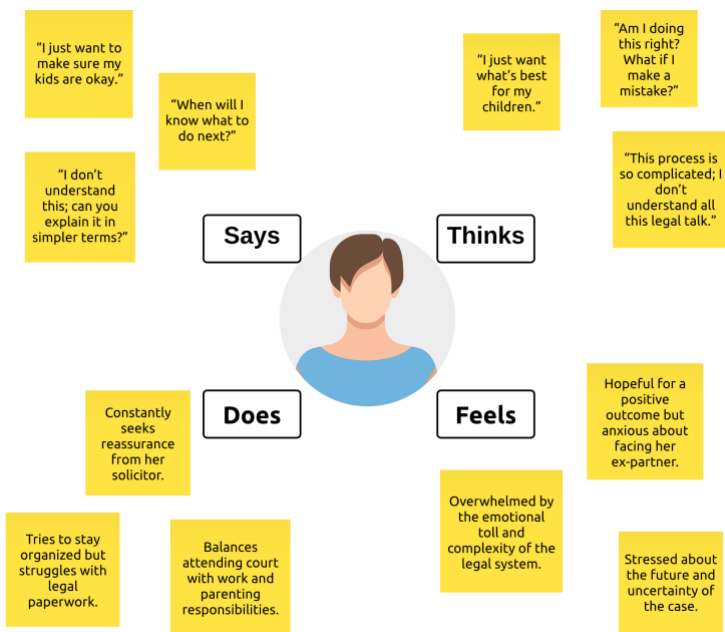 “I just want to
make sure my
kids are okay.”
“When will I
know what to
do next?”
“I don’t
understand
this; can you
explain it in
simpler terms?”
Says
“I just want
what’s best
for my
children.”
“Am I doing
this right?
What if I
make a
mistake?”
“This process is
so complicated; I
don’t
understand all
this legal talk.”
Thinks
Does
Constantly
seeks
reassurance
from her
solicitor.
Tries to stay
organized but
struggles with
legal
paperwork.
Balances
attending court
with work and
parenting
responsibilities.
Feels
Hopeful for a
positive
outcome but
anxious about
facing her
ex-partner.
Overwhelmed by
the emotional
toll and
complexity of the
legal system.
Stressed about
the future and
uncertainty of
the case.